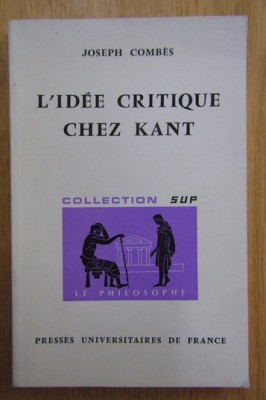 JOSEPH COMBÈS
L'IDÉE CRITIQUE
CHEZ KANT
COLLECTION SUP
LE PHILOSOPHE
PRESSES UNIVERSITAIRES DE FRANCE